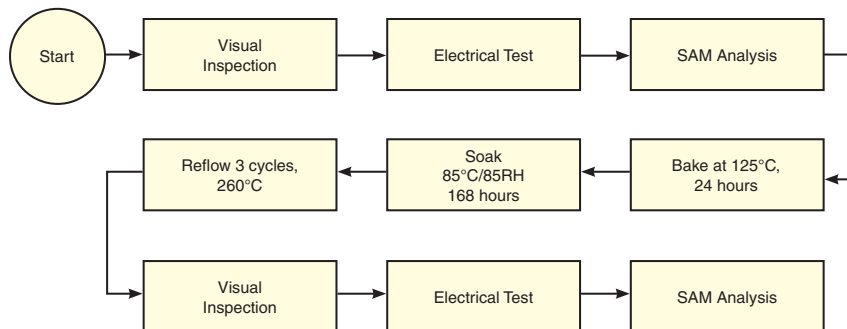 Start
Visual
Inspection
Electrical Test
SAM Analysis
Bake at 125°C,
24 hours
Soak
85°C/85RH
168 hours
Reflow 3 cycles,
260°C
Visual
Inspection
Electrical Test
SAM Analysis